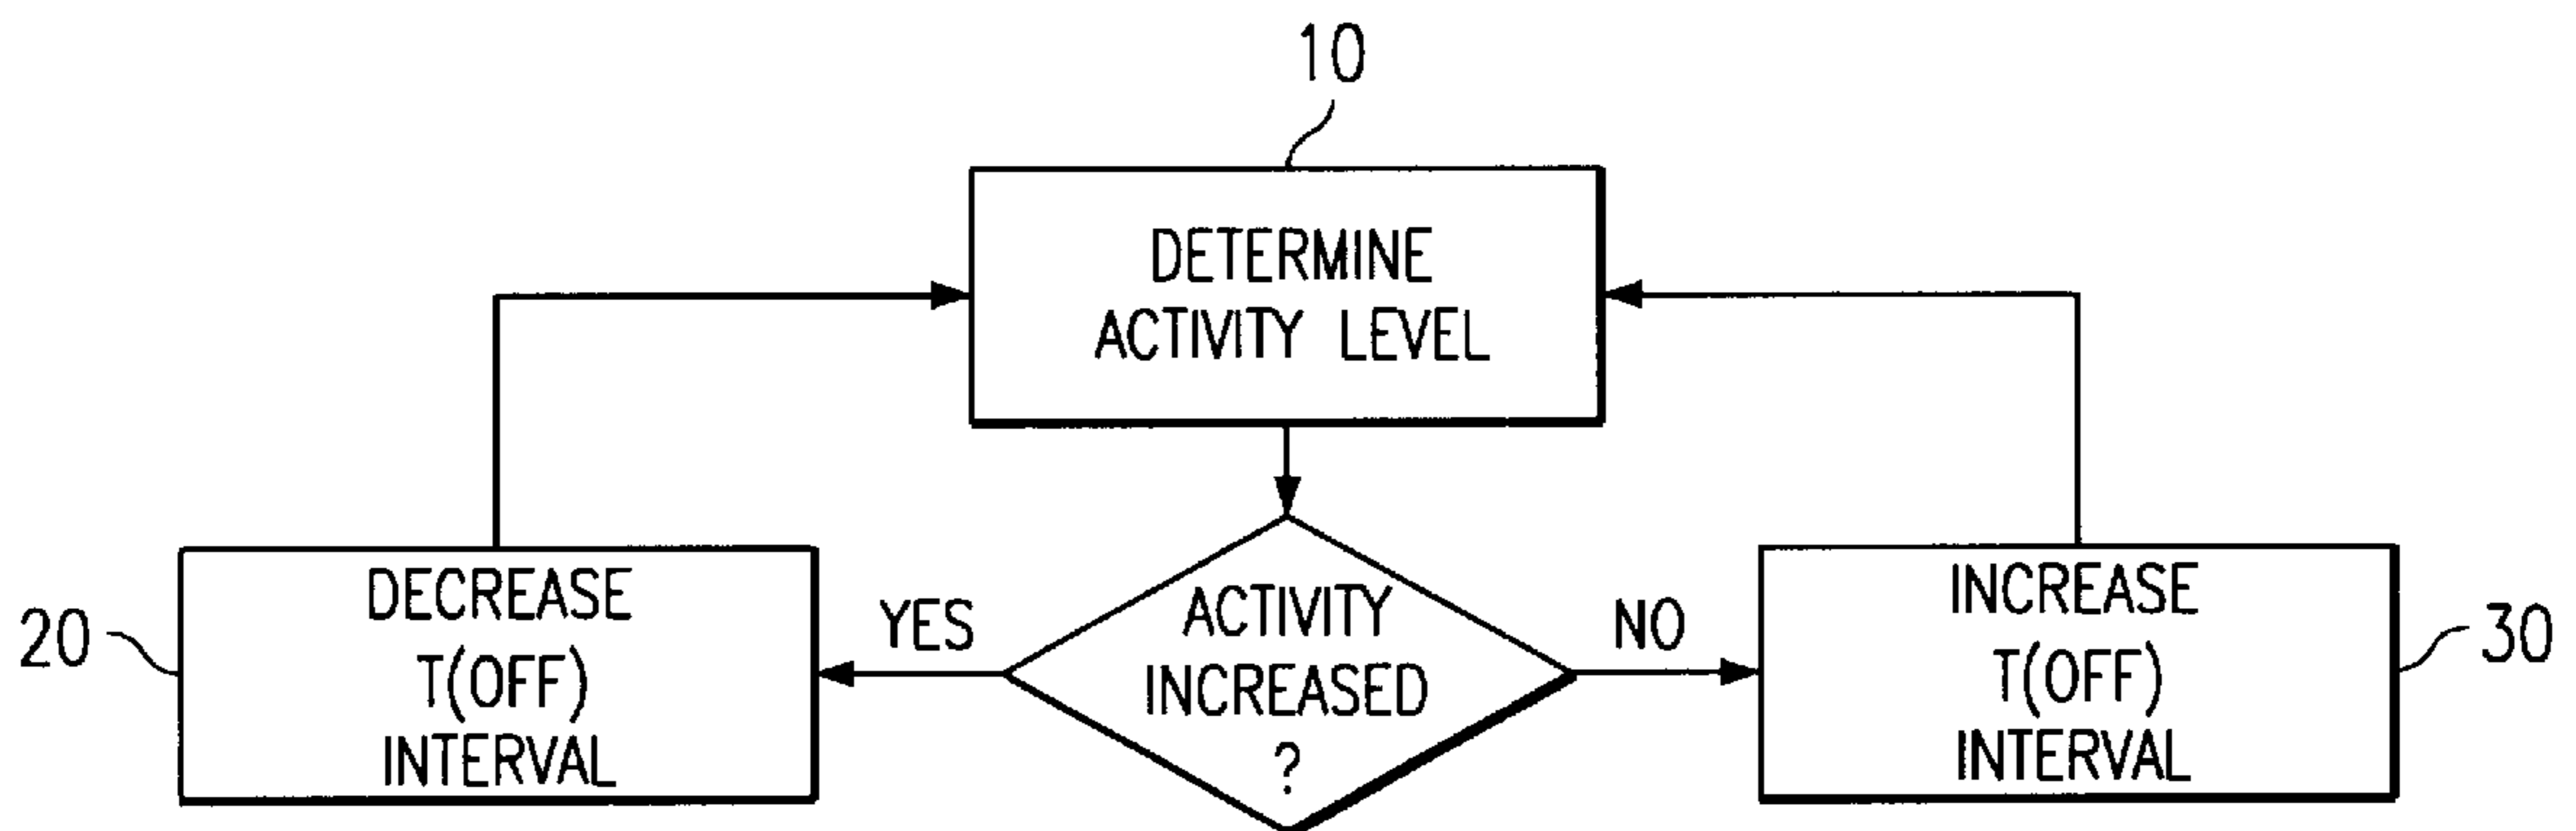 10
DETERMINE
ACTIVITY LEVEL
20
DECREASE
T(OFF)
INTERVAL
YES
ACTIVITY
INCREASED
?
NO
INCREASE
T(OFF)
INTERVAL
30